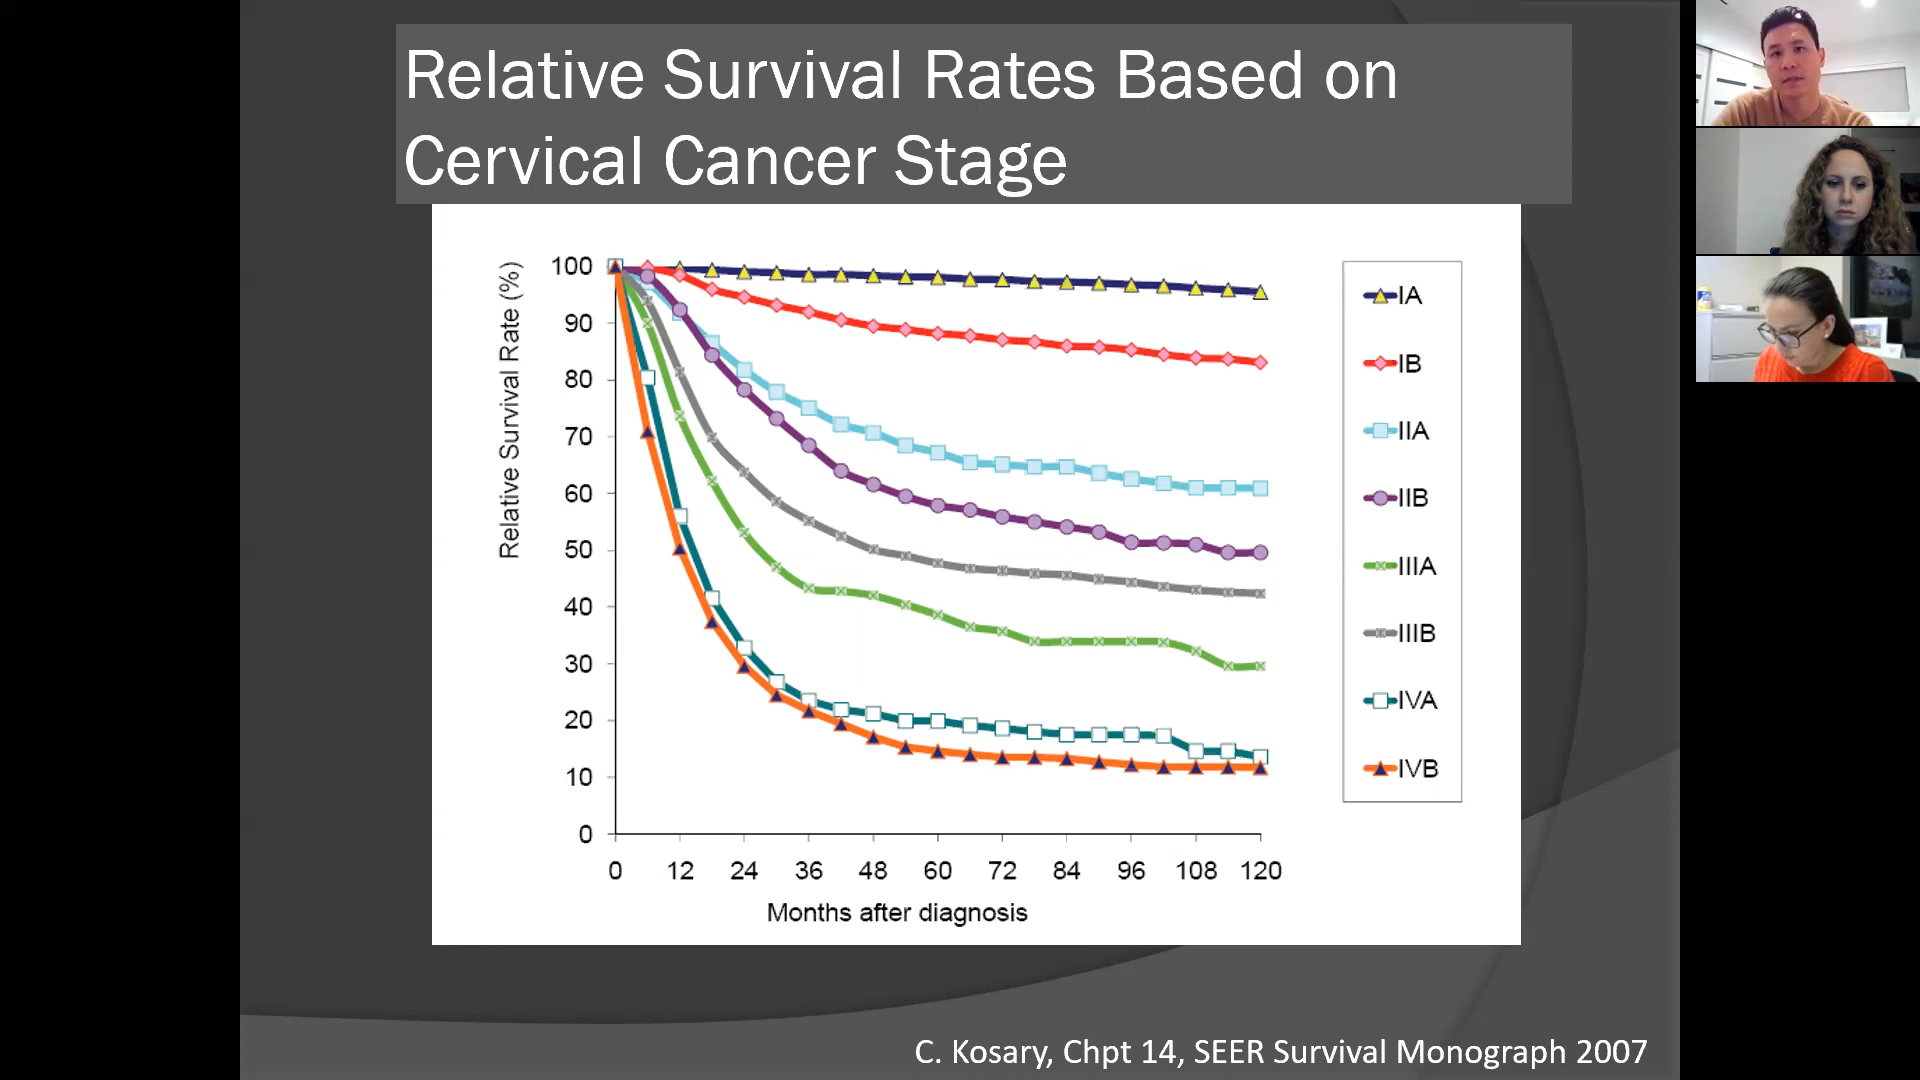 Relative Survival Rates Based on
Cervical Cancer Stage
Relative Survival Rate (%)
100
90
80
70
60
50
40
30
20
10
0
0 12 24 36 48 60 72 84 96 108 120
Months after diagnosis
IA
IB
IIA
IIB
IIIA
IIIB
IVA
IVB
C. Kosary, Chpt 14, SEER Survival Monograph 2007